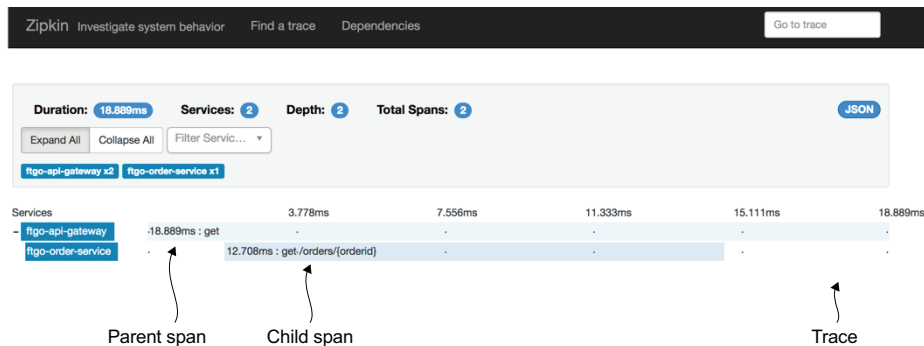 Zipkin Investigate system behavior Find a trace Dependencies Go to trace
Duration: 18.889ms Services: 2 Depth: 2 Total Spans: 2 JSON
Expand All Collapse All Filter Servic...
ftgo-api-gateway x2 ftgo-order-service x1
Services 3.778ms 7.556ms 11.333ms 15.111ms 18.889ms
- ftgo-api-gateway ·18.889ms : get · · · · ·
ftgo-order-service · 12.708ms : get·/orders/{orderid} · · · ·
Parent span Child span Trace